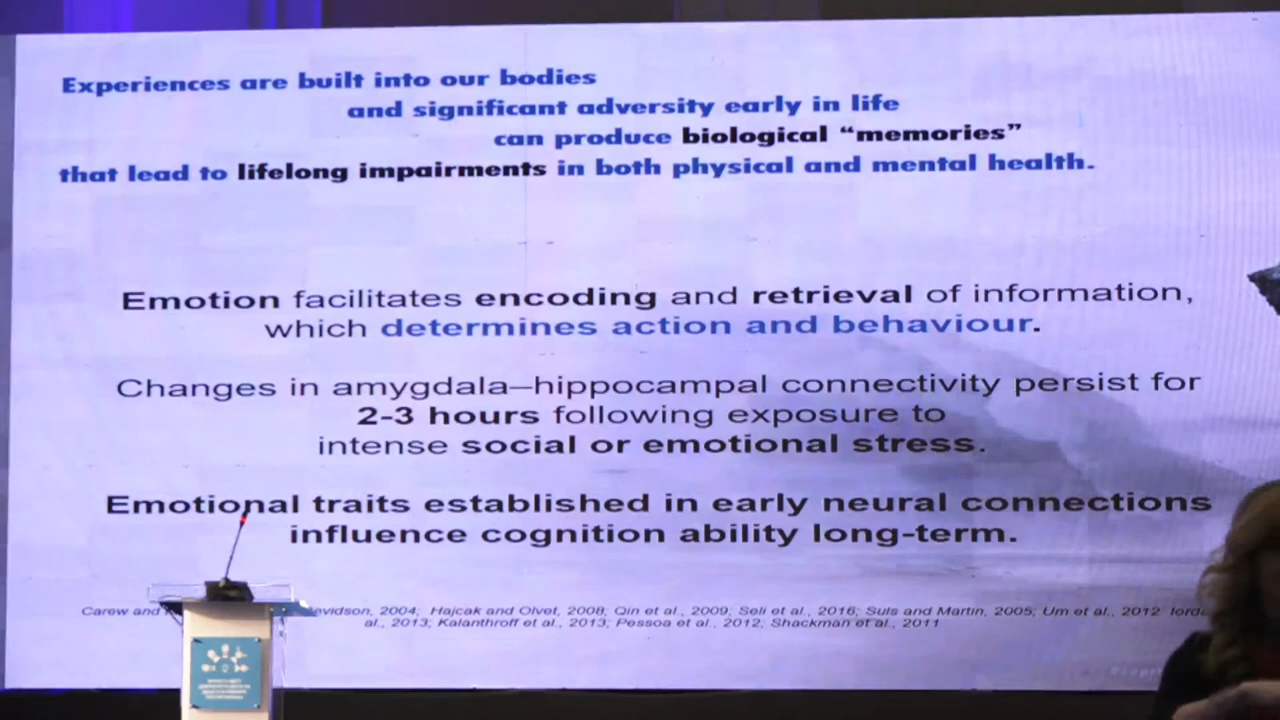 Experiences are built into our bodies
and significant adversity early in life
can produce biological “memories”
that lead to lifelong impairments in both physical and mental health.
Emotion facilitates encoding and retrieval of information,
which determines action and behaviour.
Changes in amygdala–hippocampal connectivity persist for
2-3 hours following exposure to
intense social or emotional stress.
Emotional traits established in early neural connections
influence cognition ability long-term.
Carew and 2004; Hajcak and Olvet, 2008, Qin et al., 2009; Seli et al., 2016; Suls and Martin, 2005; Um et al., 2012
al., 2013; Kalanthroff et al., 2013; Pessoa et al., 2012; Shackman et al., 2011